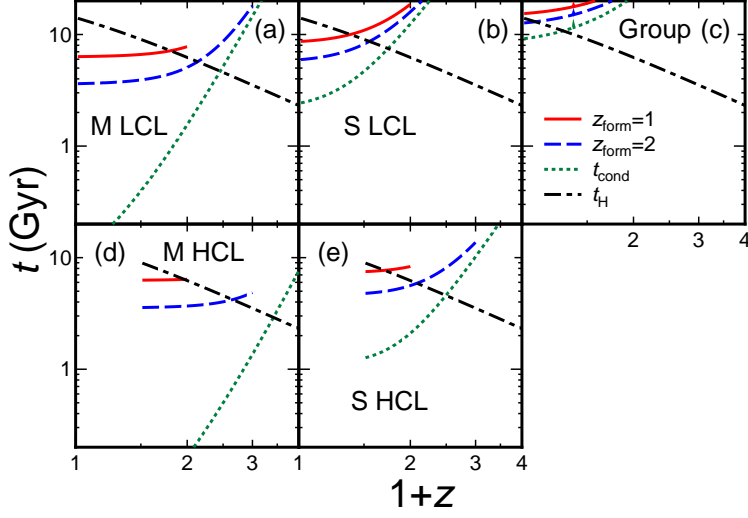 10
1
t (Gyr)
(a)
M LCL
(b)
S LCL
Group (c)
z_form=1
z_form=2
t_cond
t_H
2 3 4
10
1
(d) M HCL
(e)
S HCL
1 2 3 1 2 3 4
1+z